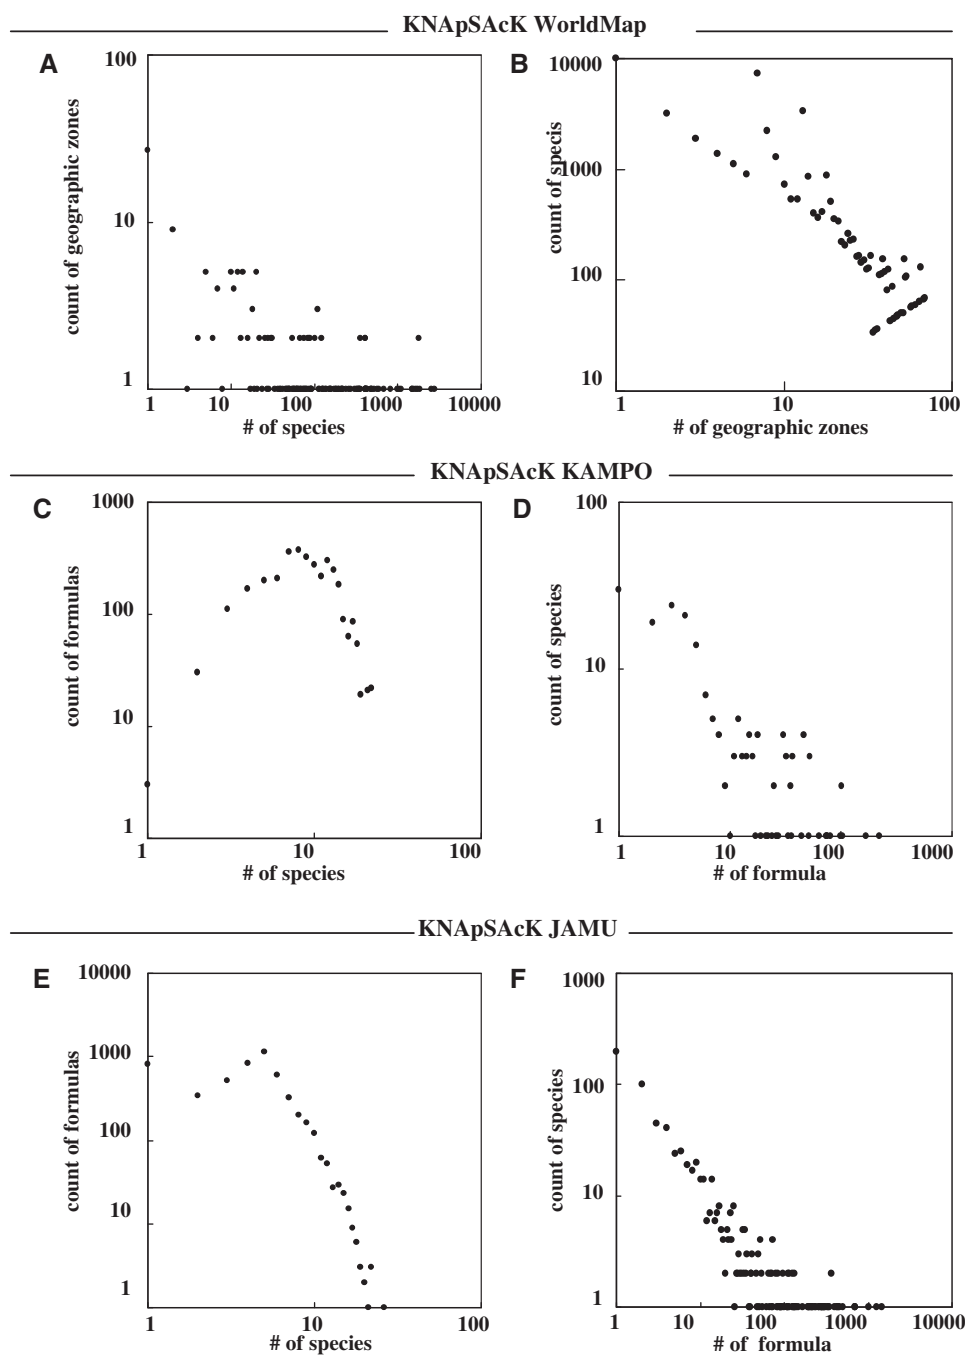 KNApSAcK WorldMap
A
100
10
1
count of geographic zones
1 10 100 1000 10000
# of species
B
10000
1000
100
10
count of specis
1 10 100
# of geographic zones
KNApSAcK KAMPO
C
1000
100
10
1
count of formulas
1 10 100
# of species
D
100
10
1
count of species
1 10 100 1000
# of formula
KNApSAcK JAMU
E
10000
1000
100
10
1
count of formulas
1 10 100
# of species
F
1000
100
10
1
count of species
1 10 100 1000 10000
# of formula